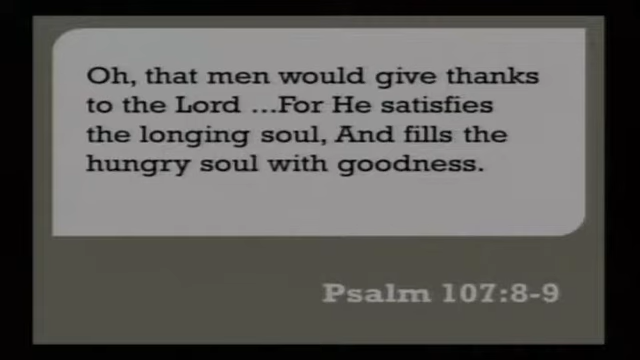 Oh, that men would give thanks
to the Lord ...For He satisfies
the longing soul, And fills the
hungry soul with goodness.
Psalm 107:8-9